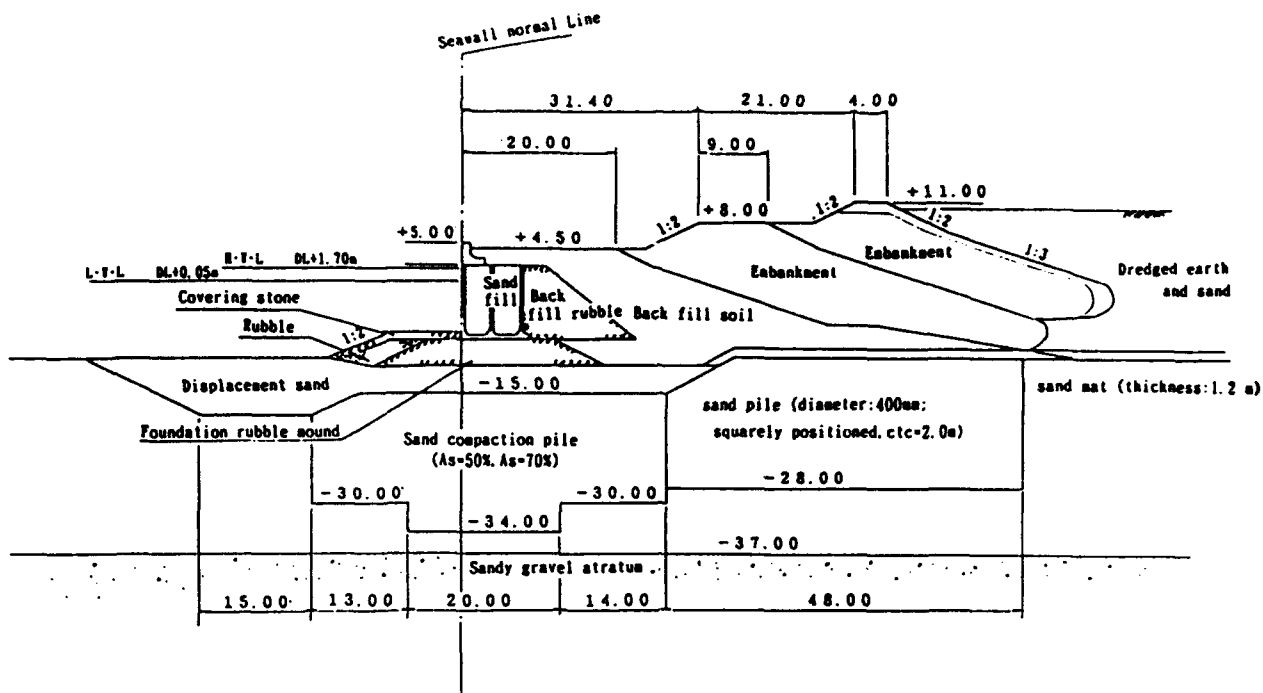 Seawall normal Line
31.40
21.00
4.00
20.00
9.00
+11.00
1:2
+8.00
1:2
1:2
+5.00
+4.50
1:3
H·W·L DL+1.70m
L·W·L DL+0.05m
Embankment
Embankment
Dredged earth
and sand
Sand
fill
Back
fill rubble
Back fill soil
Covering stone
Rubble
1:2
Displacement sand
-15.00
sand mat (thickness:1.2 m)
sand pile (diameter:400mm;
squarely positioned, ctc=2.0m)
Foundation rubble mound
Sand compaction pile
(As=50%, As=70%)
-28.00
-30.00
-30.00
-34.00
-37.00
Sandy gravel atratum
15.00
13.00
20.00
14.00
48.00